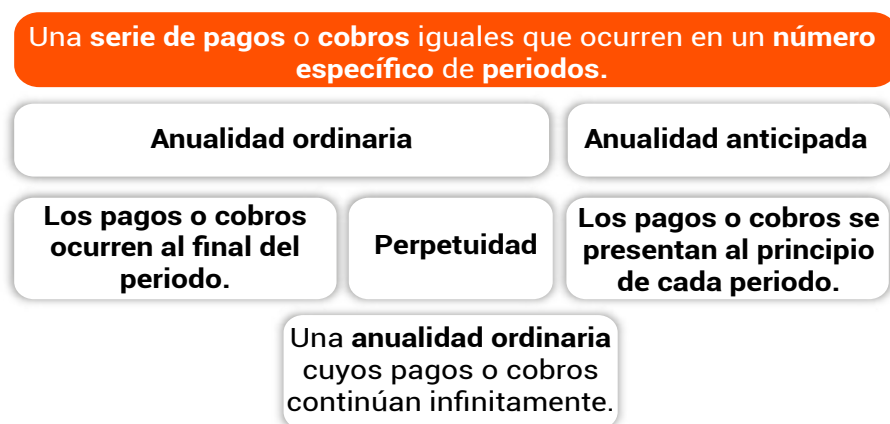 Una serie de pagos o cobros iguales que ocurren en un número
específico de periodos.
Anualidad ordinaria
Anualidad anticipada
Los pagos o cobros
ocurren al final del
periodo.
Perpetuidad
Los pagos o cobros se
presentan al principio
de cada periodo.
Una anualidad ordinaria
cuyos pagos o cobros
continúan infinitamente.